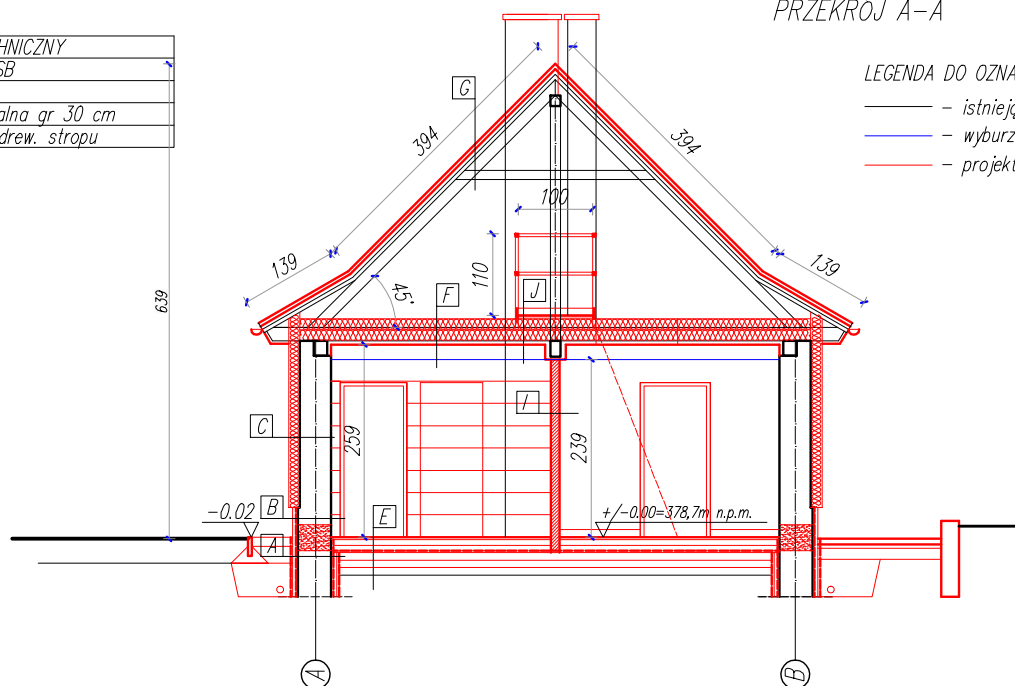 PRZEKRÓJ A-A
HNICZNY
SB
alna gr 30 cm
drew. stropu
LEGENDA DO OZNA
- istnieją
- wyburz
- projekt
G
394
394
100
139
139
110
45°
639
F
J
C
I
259
239
-0.02
B
E
+/-0.00=378,7m n.p.m.
A
A
B